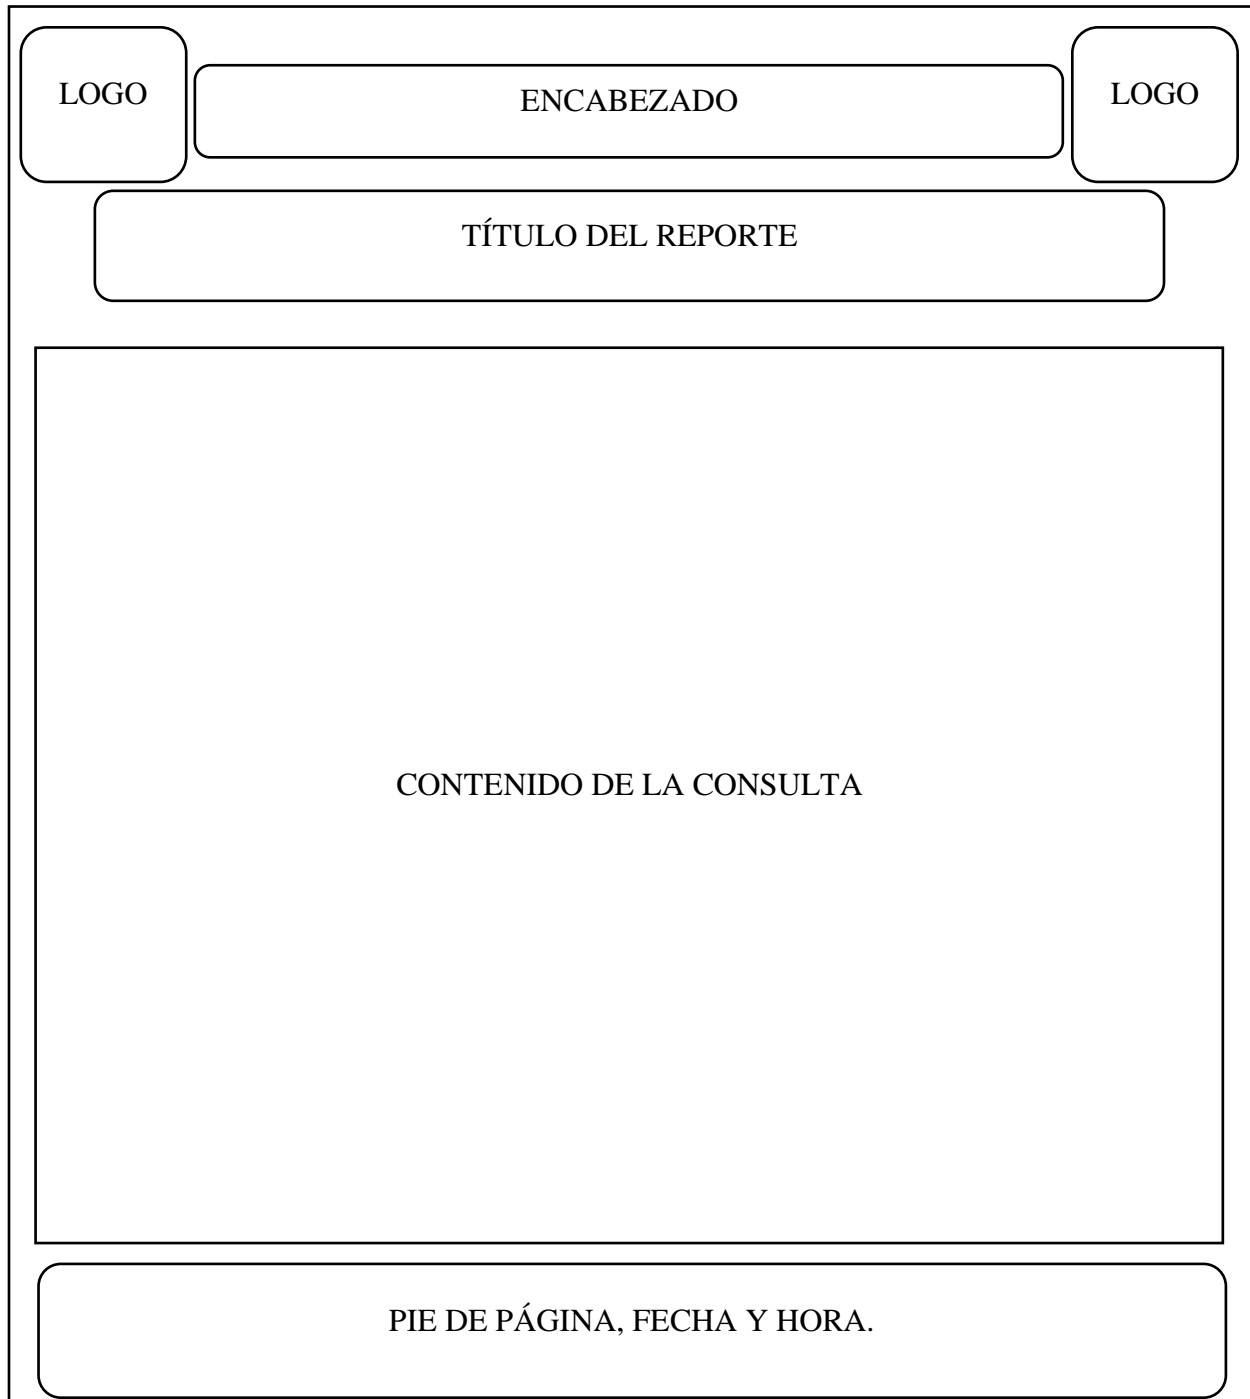 LOGO
ENCABEZADO
LOGO
TÍTULO DEL REPORTE
CONTENIDO DE LA CONSULTA
PIE DE PÁGINA, FECHA Y HORA.